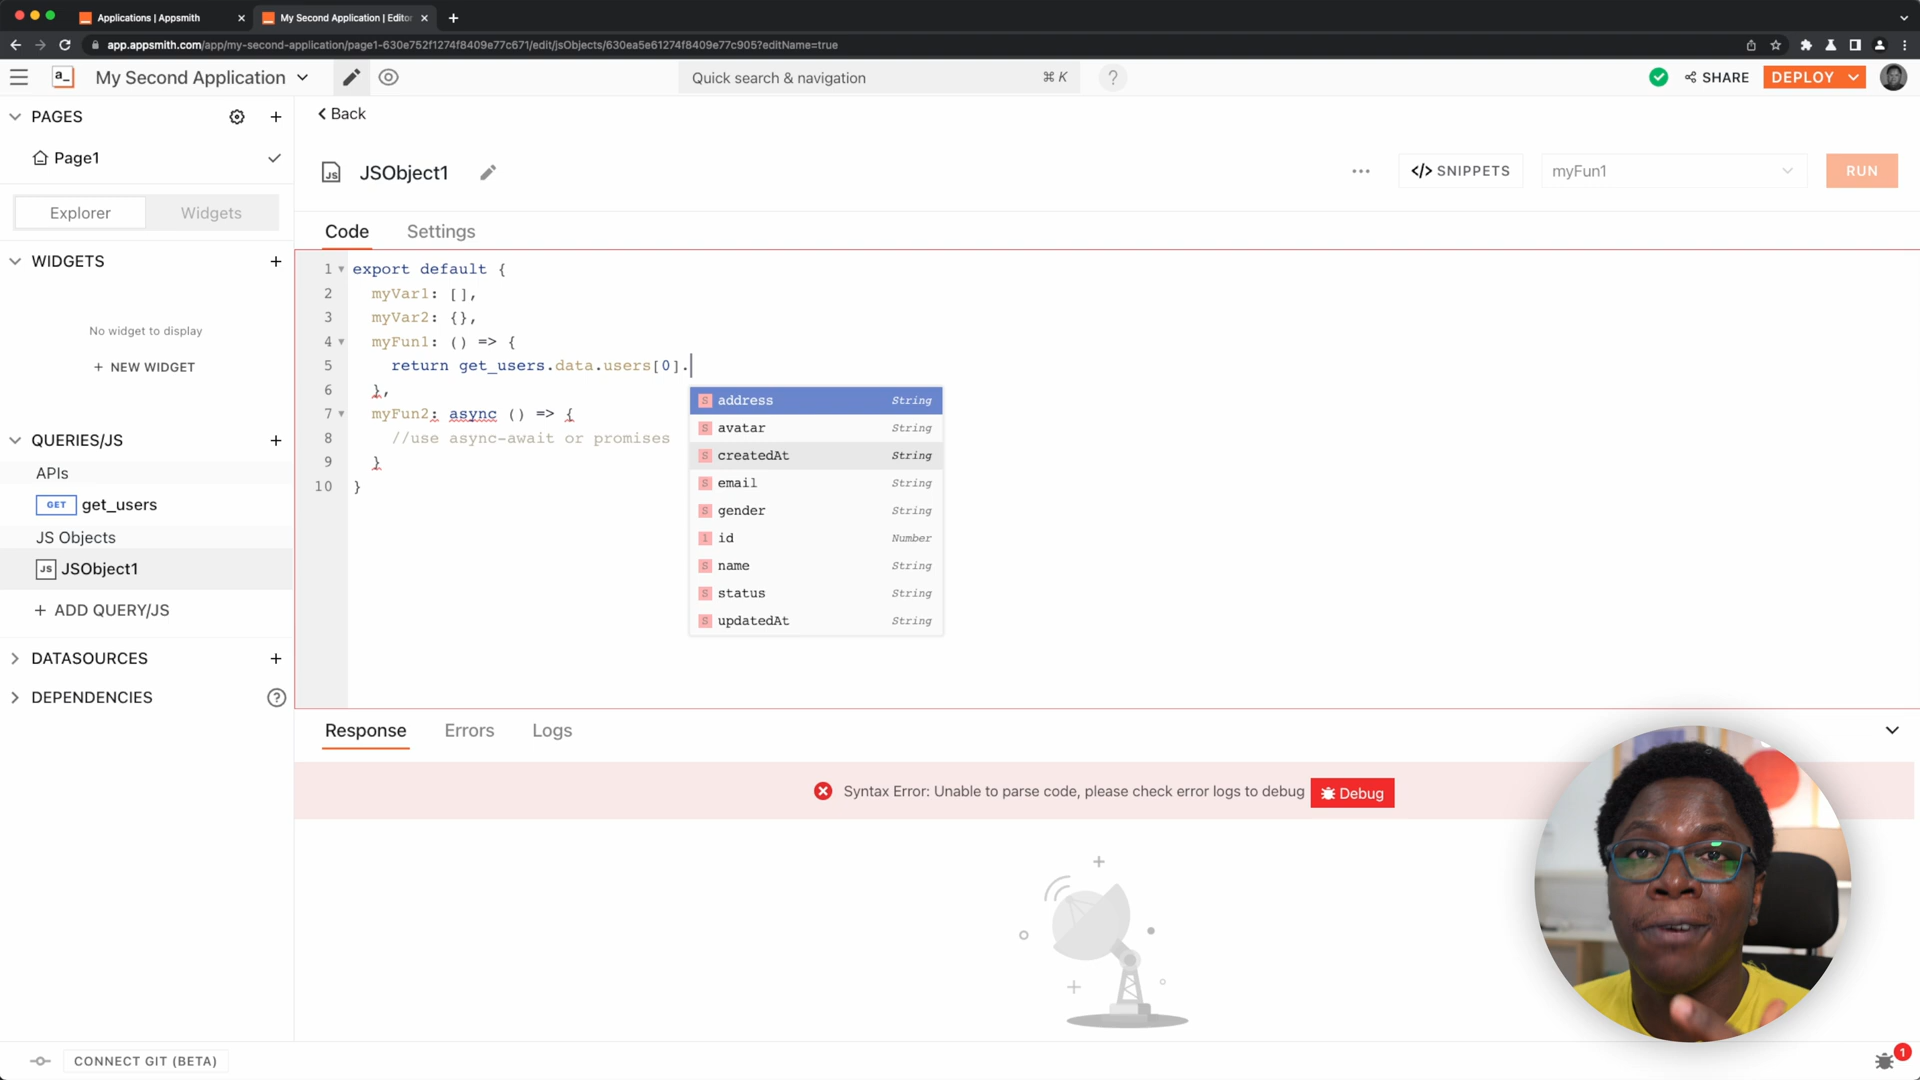 Applications | Appsmith
My Second Application | Editor
app.appsmith.com/app/my-second-application/page1-630e752f1274f8409e77c671/edit/jsObjects/630ea5e61274f8409e77c905?editName=true
a_
My Second Application
Quick search & navigation
⌘ K
?
SHARE
DEPLOY
PAGES
Page1
Explorer
Widgets
WIDGETS
No widget to display
+ NEW WIDGET
QUERIES/JS
APIs
GET get_users
JS Objects
JS JSObject1
+ ADD QUERY/JS
DATASOURCES
DEPENDENCIES
?
CONNECT GIT (BETA)
Back
JS JSObject1
</> SNIPPETS
myFun1
RUN
Code
Settings
1 export default {
2 myVar1: [],
3 myVar2: {},
4 myFun1: () => {
5 return get_users.data.users[0].
6 },
7 myFun2: async () => {
8 //use async-await or promises
9 }
10 }
S address String
S avatar String
S createdAt String
S email String
S gender String
1 id Number
S name String
S status String
S updatedAt String
Response
Errors
Logs
Syntax Error: Unable to parse code, please check error logs to debug
Debug
1